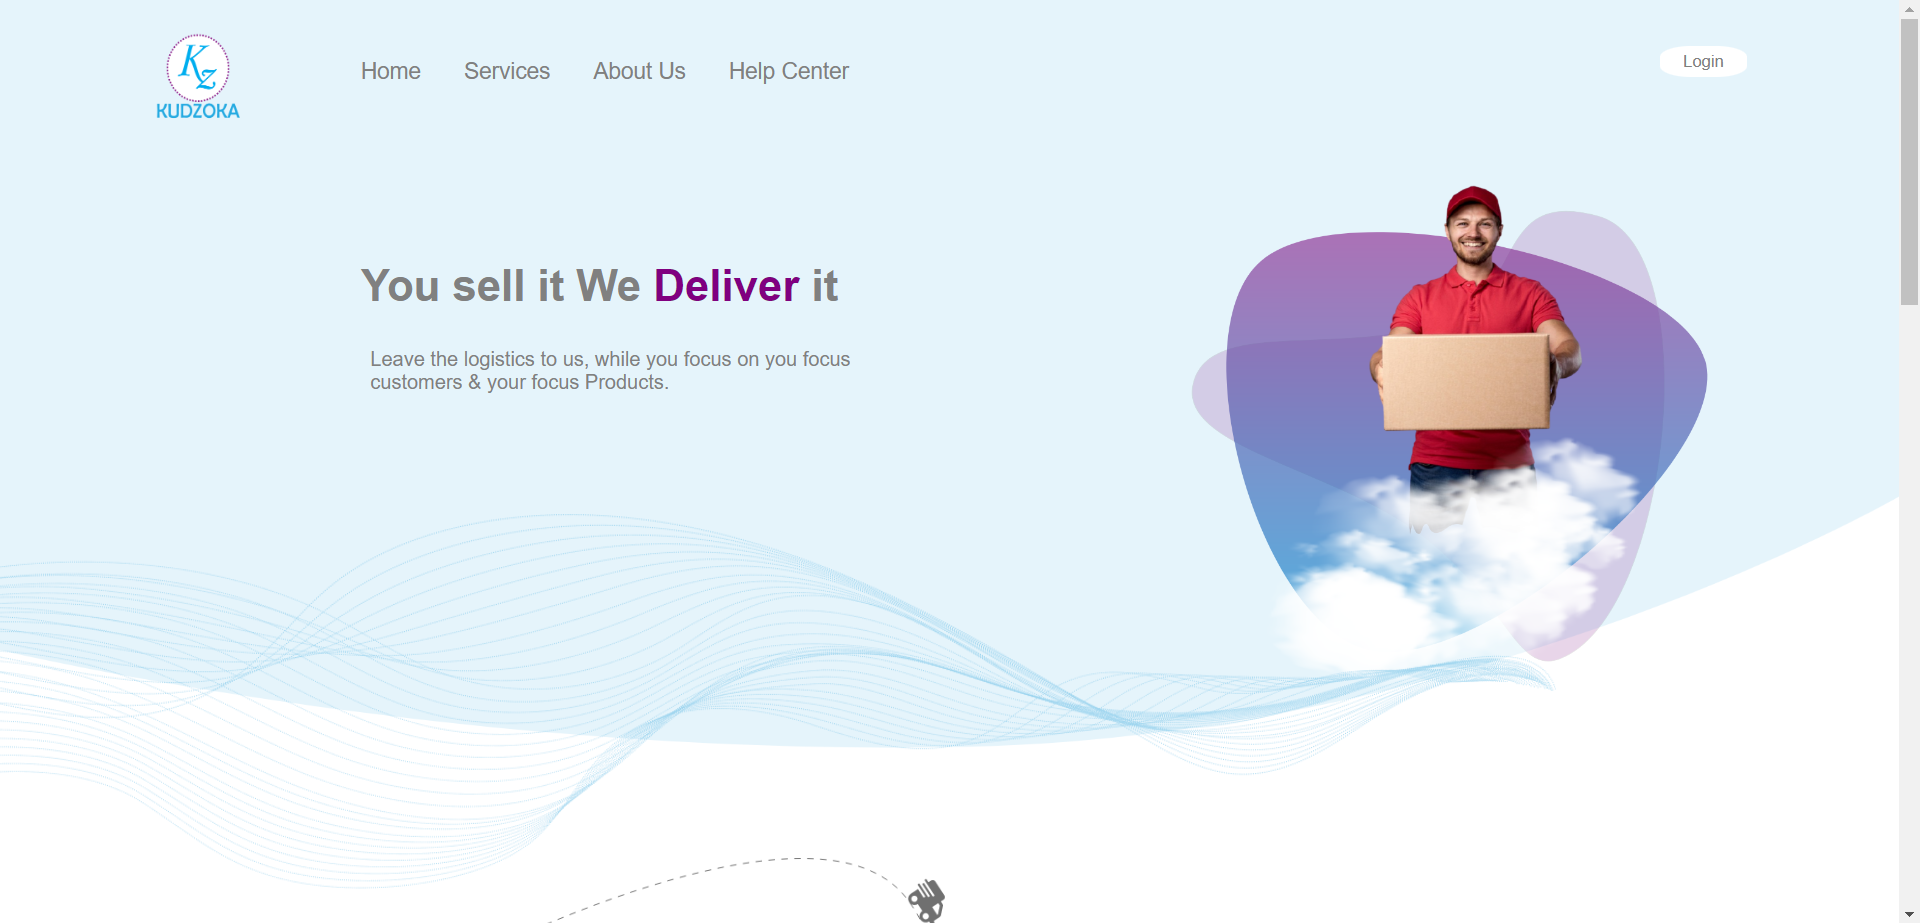 Kz
KUDZOKA
Home
Services
About Us
Help Center
Login
You sell it We Deliver it
Leave the logistics to us, while you focus on you focus
customers & your focus Products.